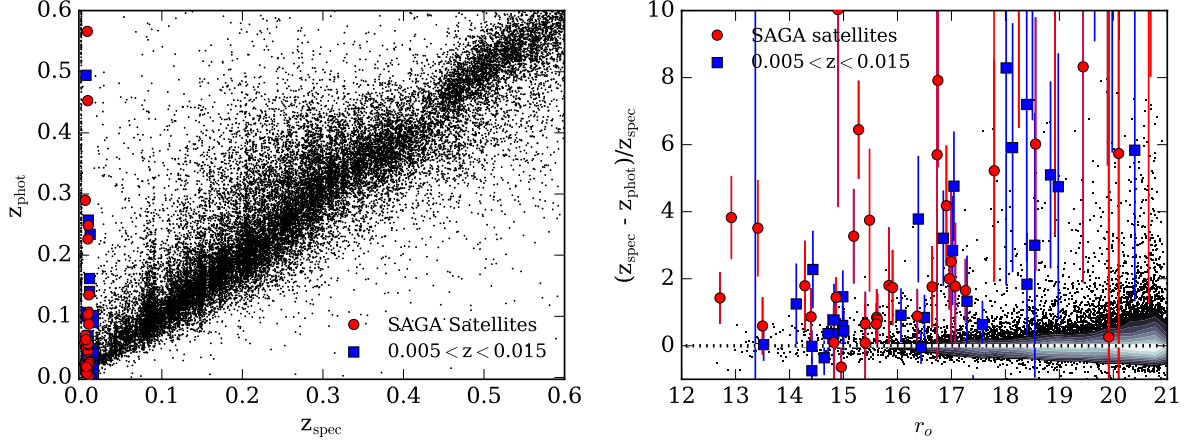 0.6
0.5
0.4
0.3
0.2
0.1
0.0
z_phot
0.0 0.1 0.2 0.3 0.4 0.5 0.6
z_spec
SAGA Satellites
0.005 < z < 0.015
10
8
6
4
2
0
(z_spec - z_phot)/z_spec
12 13 14 15 16 17 18 19 20 21
r_o
SAGA satellites
0.005 < z < 0.015